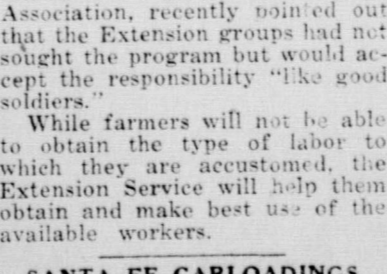 Association, recently pointed out
that the Extension groups had not
sought the program but would ac-
cept the responsibility "like good
soldiers."
While farmers will not be able
to obtain the type of labor to
which they are accustomed, the
Extension Service will help them
obtain and make best use of the
available workers.
SANTA FE CARLOADINGS